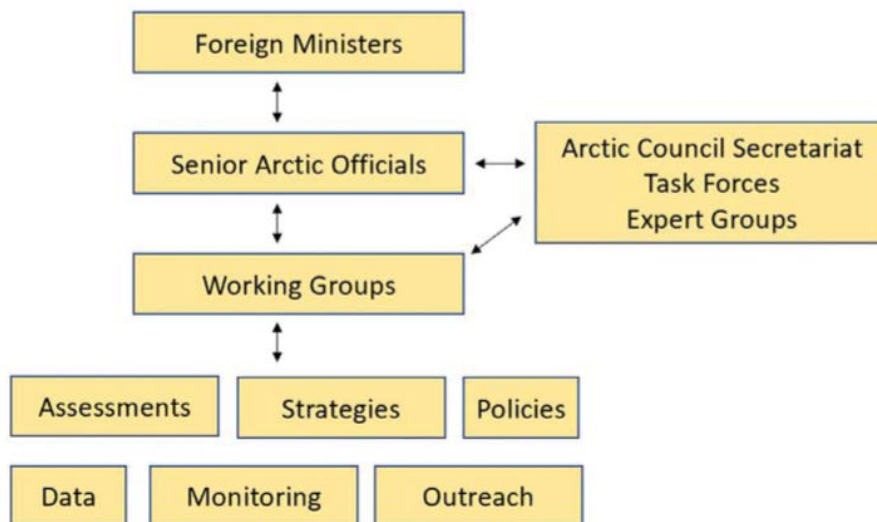 Foreign Ministers
Senior Arctic Officials
Arctic Council Secretariat
Task Forces
Expert Groups
Working Groups
Assessments
Strategies
Policies
Data
Monitoring
Outreach